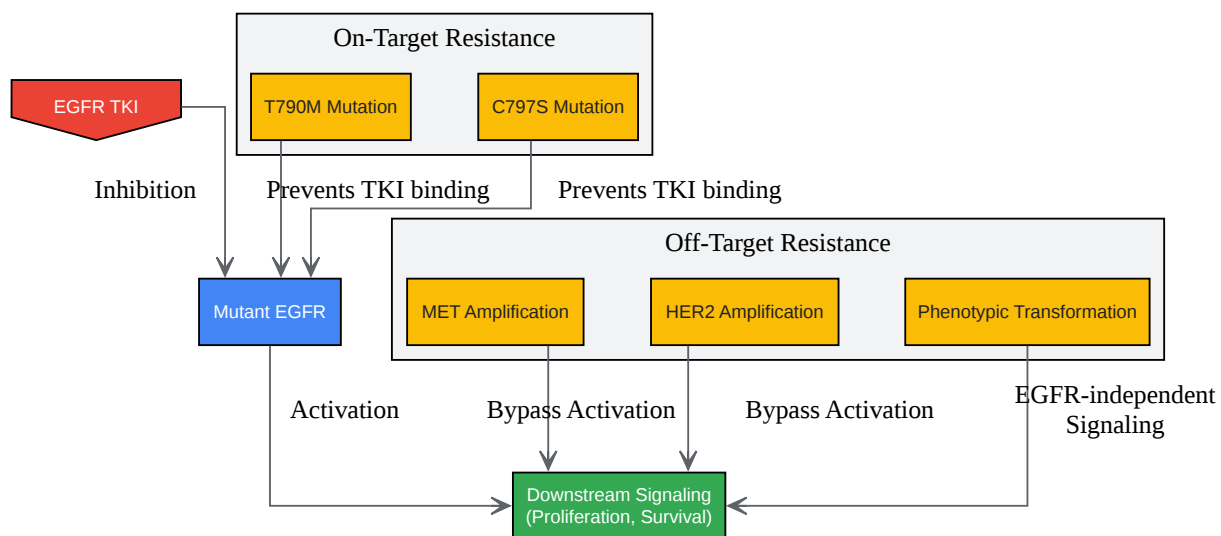 On-Target Resistance
EGFR TKI
T790M Mutation
C797S Mutation
Inhibition
Prevents TKI binding
Prevents TKI binding
Off-Target Resistance
Mutant EGFR
MET Amplification
HER2 Amplification
Phenotypic Transformation
Activation
Bypass Activation
Bypass Activation
EGFR-independent
Signaling
Downstream Signaling
(Proliferation, Survival)